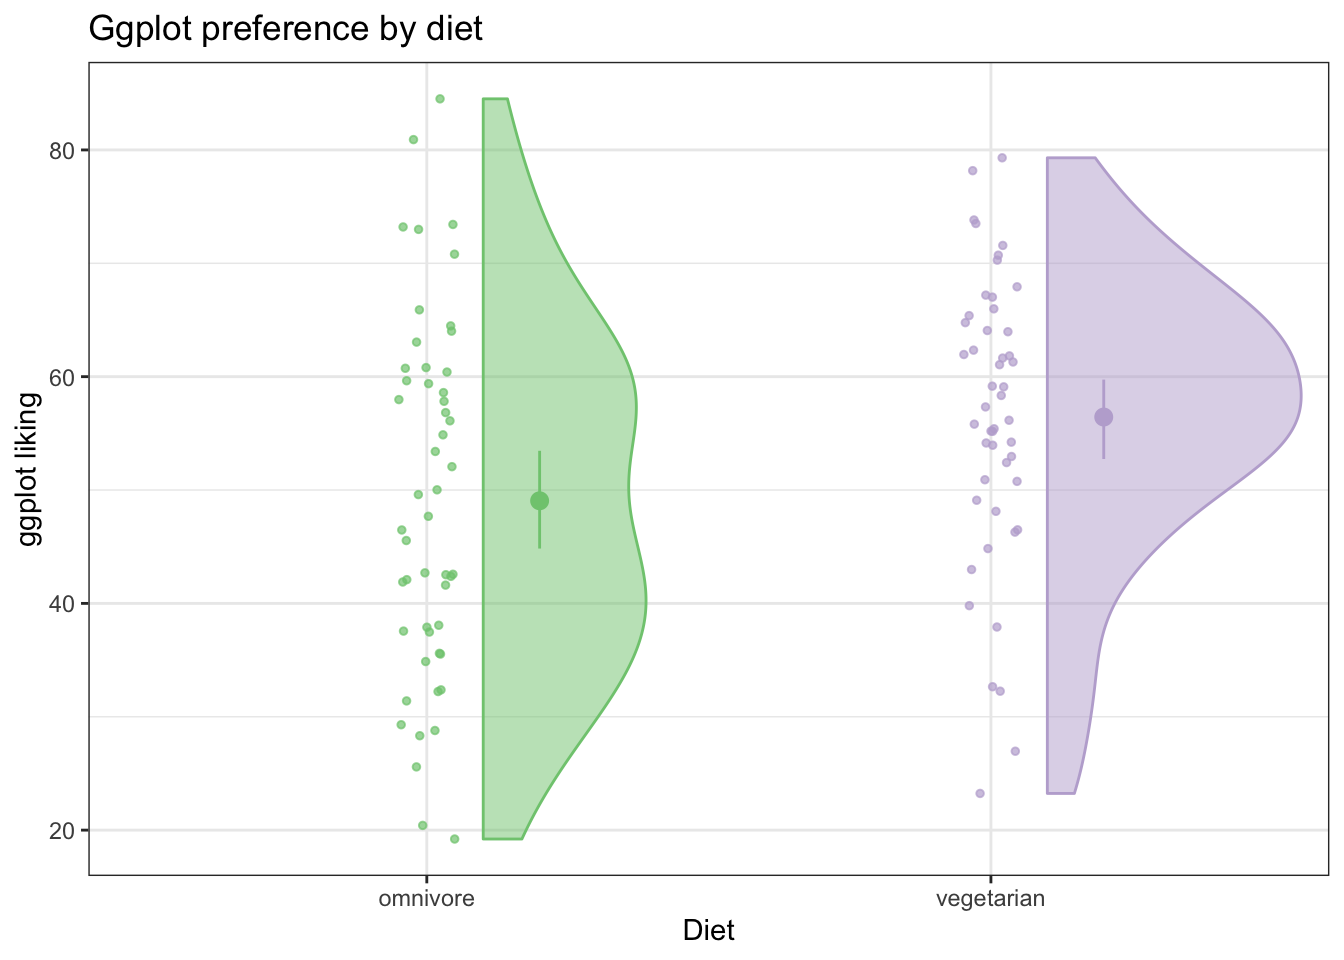 Ggplot preference by diet
ggplot liking
80
60
40
20
omnivore
vegetarian
Diet